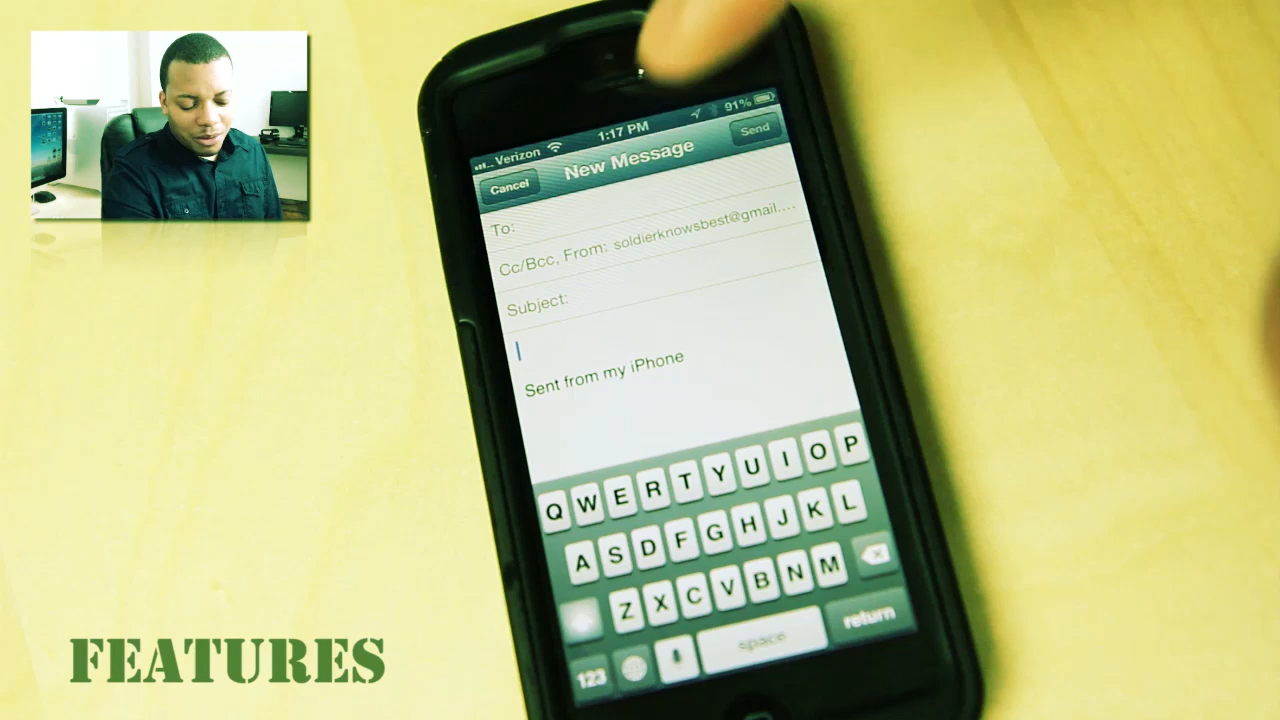 Verizon 1:17 PM 91%
Cancel New Message Send
To:
Cc/Bcc, From: soldierknowsbest@gmail....
Subject:
Sent from my iPhone
Q W E R T Y U I O P
A S D F G H J K L
Z X C V B N M
123 space return
FEATURES